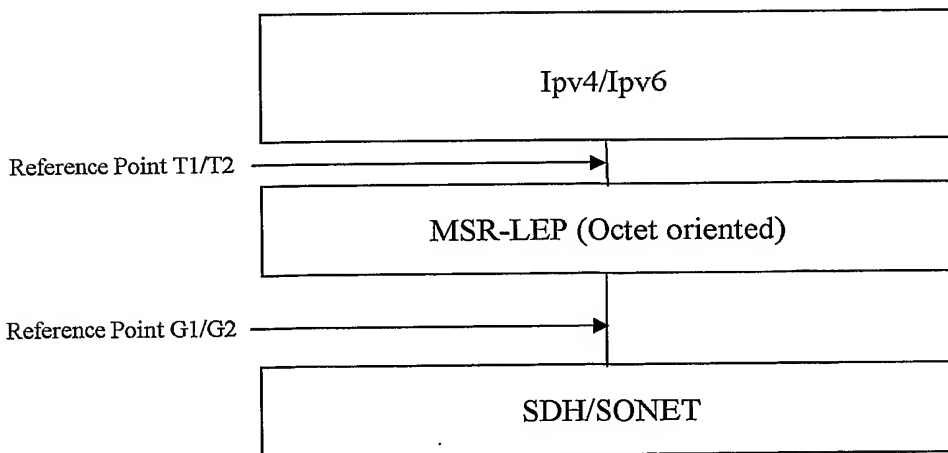 Ipv4/Ipv6
Reference Point T1/T2
MSR-LEP (Octet oriented)
Reference Point G1/G2
SDH/SONET